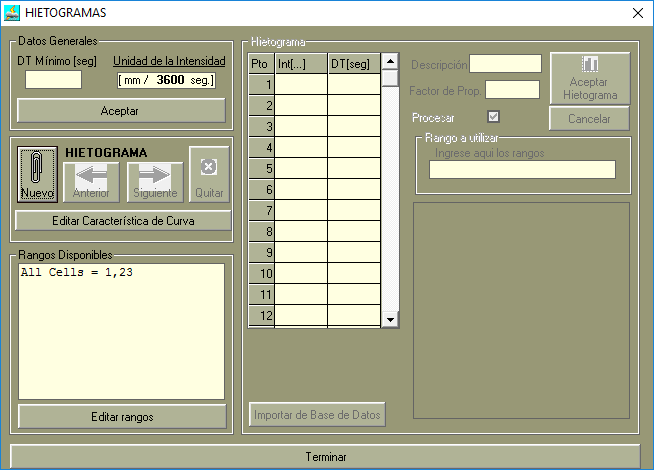 HIETOGRAMAS
Datos Generales
DT Mínimo [seg]
Unidad de la Intensidad
[ mm / 3600 seg.]
Aceptar
HIETOGRAMA
Nuevo
Anterior
Siguiente
Quitar
Editar Característica de Curva
Rangos Disponibles
All Cells = 1,23
Editar rangos
Hietograma
Pto Int[...] DT[seg]
1
2
3
4
5
6
7
8
9
10
11
12
Importar de Base de Datos
Descripción
Factor de Prop.
Procesar
Aceptar
Hietograma
Cancelar
Rango a utilizar
Ingrese aqui los rangos
Terminar